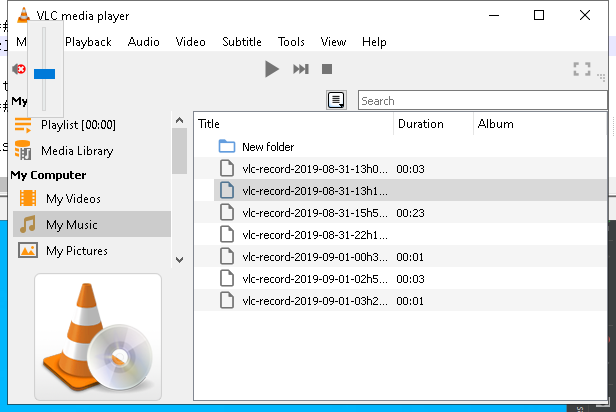 VLC media player
Playback Audio Video Subtitle Tools View Help
Search
Playlist [00:00]
Media Library
My Computer
My Videos
My Music
My Pictures
Title Duration Album
New folder
vlc-record-2019-08-31-13h0... 00:03
vlc-record-2019-08-31-13h1...
vlc-record-2019-08-31-15h5... 00:23
vlc-record-2019-08-31-22h1...
vlc-record-2019-09-01-00h3... 00:01
vlc-record-2019-09-01-02h5... 00:03
vlc-record-2019-09-01-03h2... 00:01